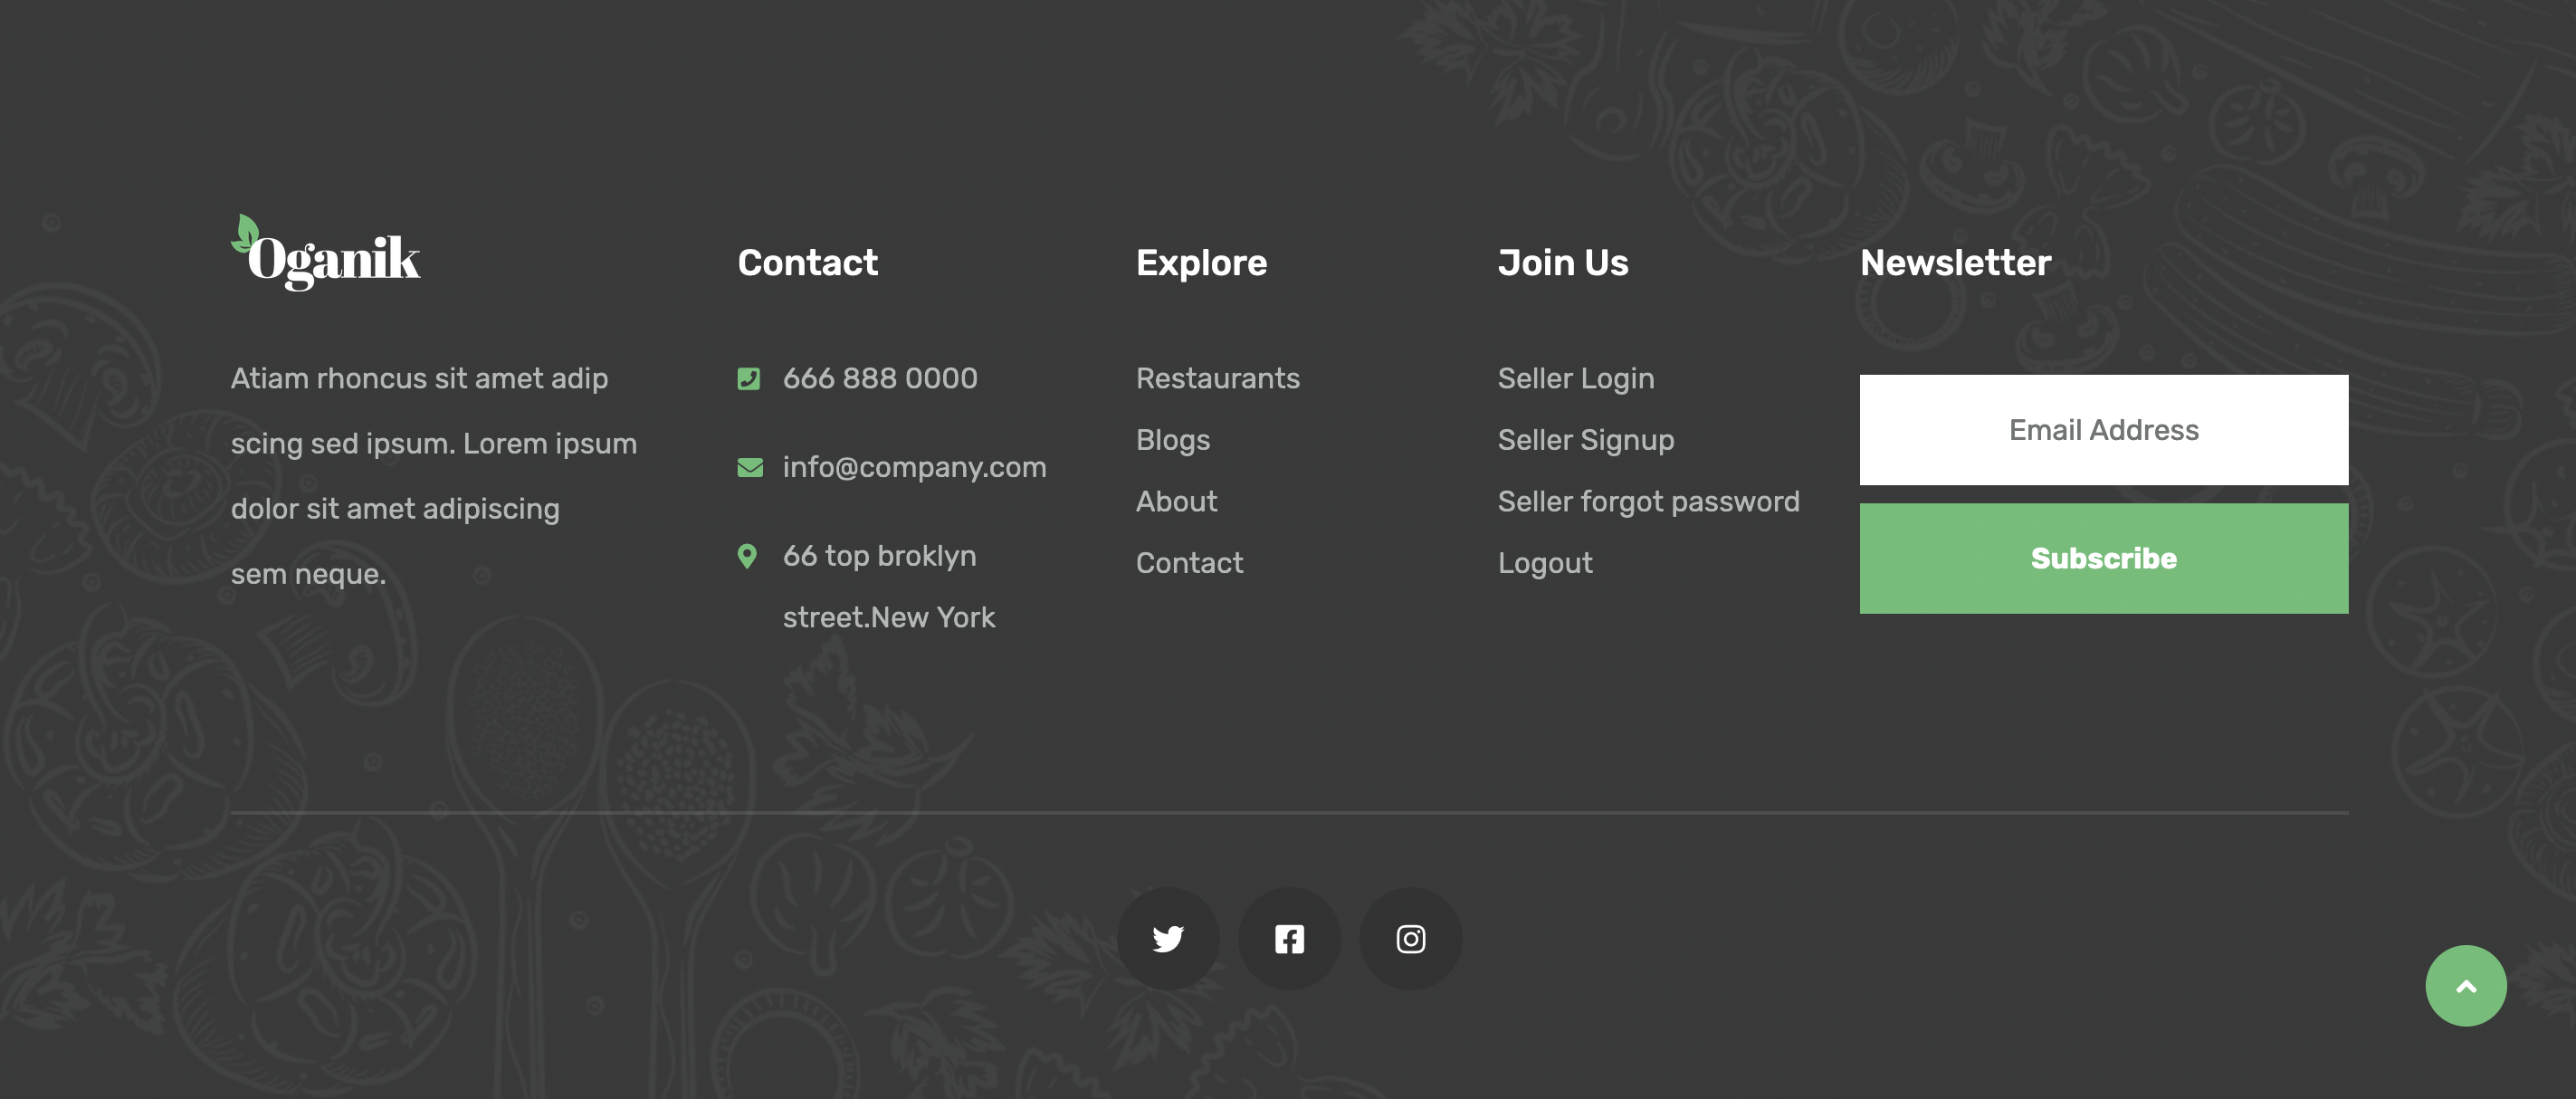 Oganik
Atiam rhoncus sit amet adip
scing sed ipsum. Lorem ipsum
dolor sit amet adipiscing
sem neque.
Contact
666 888 0000
info@company.com
66 top broklyn
street.New York
Explore
Restaurants
Blogs
About
Contact
Join Us
Seller Login
Seller Signup
Seller forgot password
Logout
Newsletter
Email Address
Subscribe